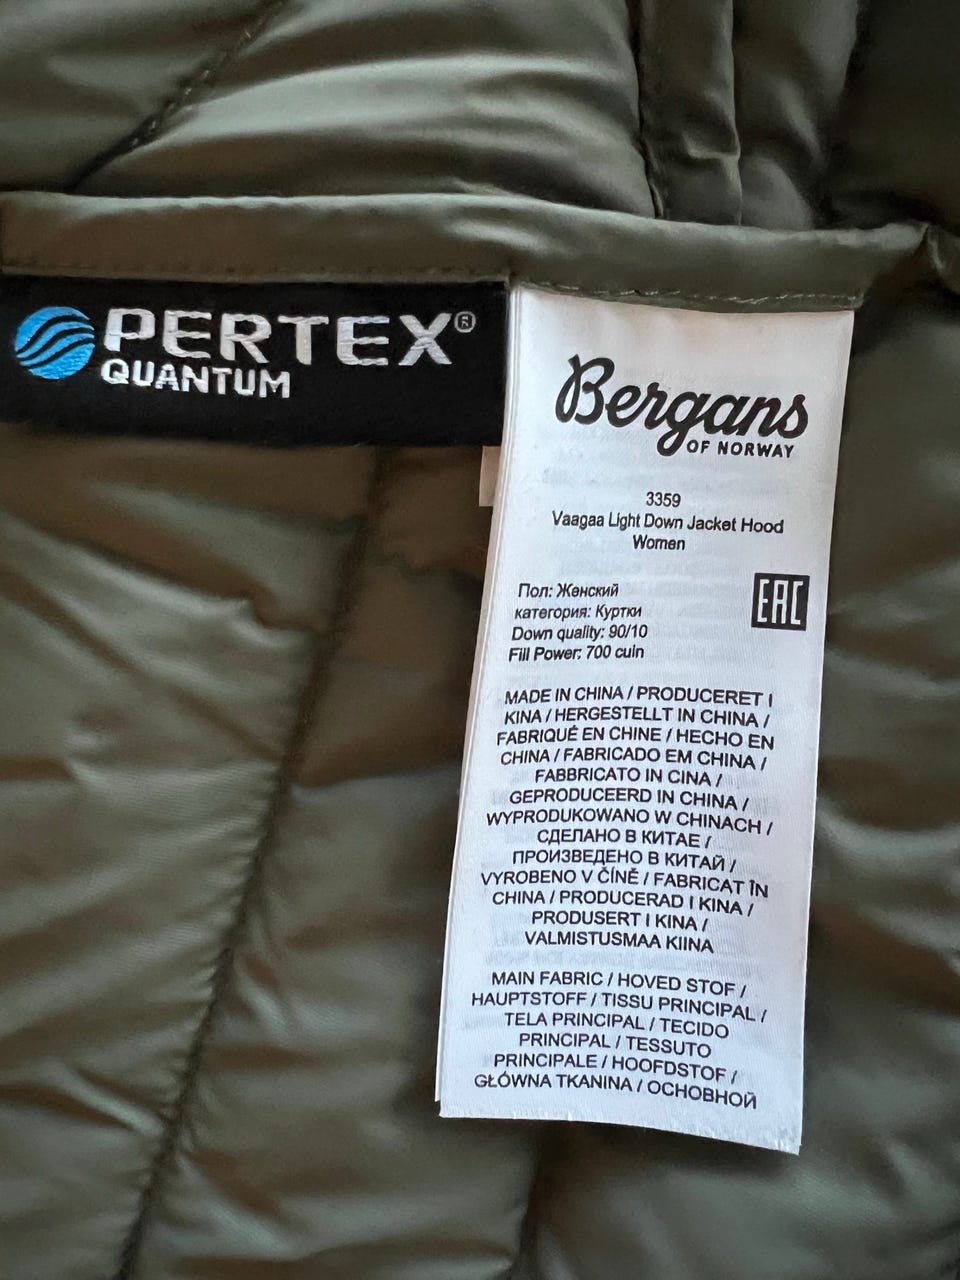 PERTEX®
QUANTUM
Bergans
OF NORWAY
3359
Vaagaa Light Down Jacket Hood
Women
Пол: Женский
категория: Куртки
Down quality: 90/10
Fill Power: 700 cuin
EAC
MADE IN CHINA / PRODUCERET I
KINA / HERGESTELLT IN CHINA /
FABRIQUÉ EN CHINE / HECHO EN
CHINA / FABRICADO EM CHINA /
FABBRICATO IN CINA /
GEPRODUCEERD IN CHINA /
WYPRODUKOWANO W CHINACH /
СДЕЛАНО В КИТАЕ /
ПРОИЗВЕДЕНО В КИТАЙ /
VYROBENO V ČÍNĚ / FABRICAT ÎN
CHINA / PRODUCERAD I KINA /
PRODUSERT I KINA /
VALMISTUSMAA KIINA
MAIN FABRIC / HOVED STOF /
HAUPTSTOFF / TISSU PRINCIPAL /
TELA PRINCIPAL / TECIDO
PRINCIPAL / TESSUTO
PRINCIPALE / HOOFDSTOF /
GŁÓWNA TKANINA / ОСНОВНОЙ